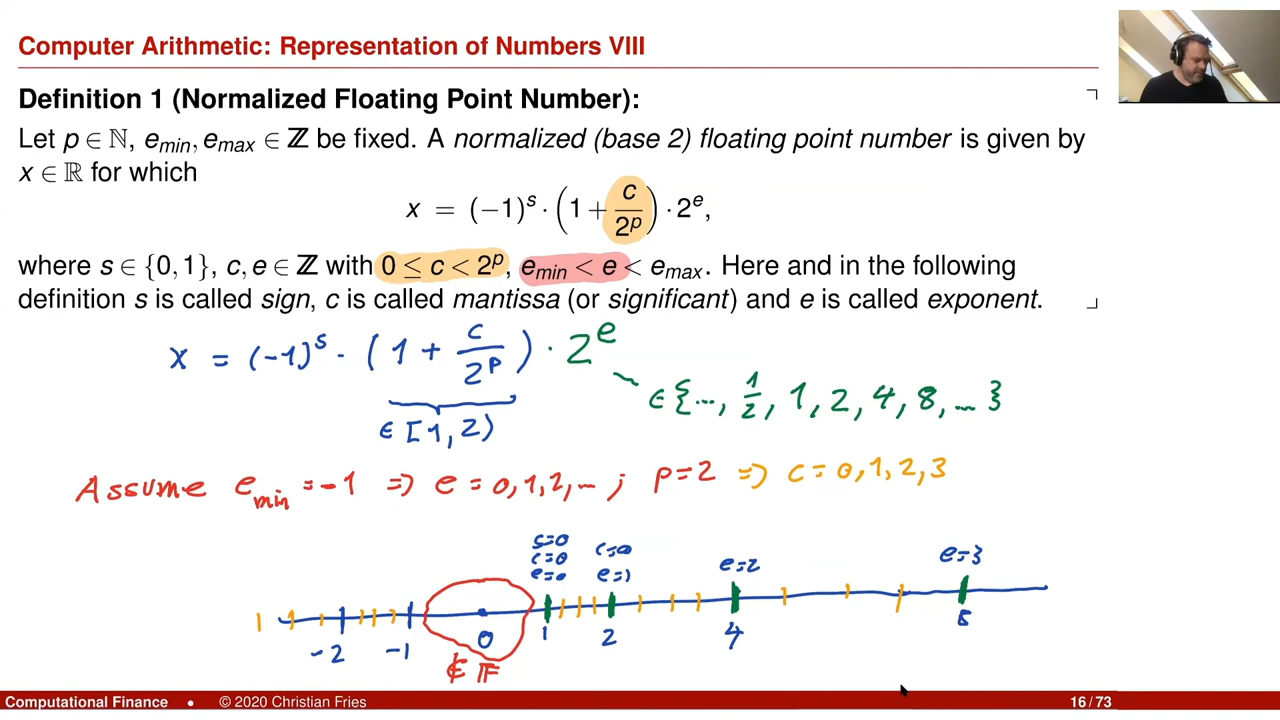 Computer Arithmetic: Representation of Numbers VIII
Definition 1 (Normalized Floating Point Number):
Let p ∈ ℕ, e_min, e_max ∈ ℤ be fixed. A normalized (base 2) floating point number is given by
x ∈ ℝ for which
x = (−1)^s · (1 + c/2^p) · 2^e,
where s ∈ {0,1}, c,e ∈ ℤ with 0 ≤ c < 2^p, e_min < e < e_max. Here and in the following
definition s is called sign, c is called mantissa (or significant) and e is called exponent.
x = (-1)^s · (1 + c/2^p) · 2^e
∈ {..., 1/2, 1, 2, 4, 8, ... }
∈ [1, 2)
Assume e_min = -1 ⇒ e = 0, 1, 2, ... ; p = 2 ⇒ c = 0, 1, 2, 3
s=0
c=0 c=0
e=0 e=1 e=2 e=3
-2 -1 0 1 2 4 8
∉ 𝔽
Computational Finance • © 2020 Christian Fries 16/73